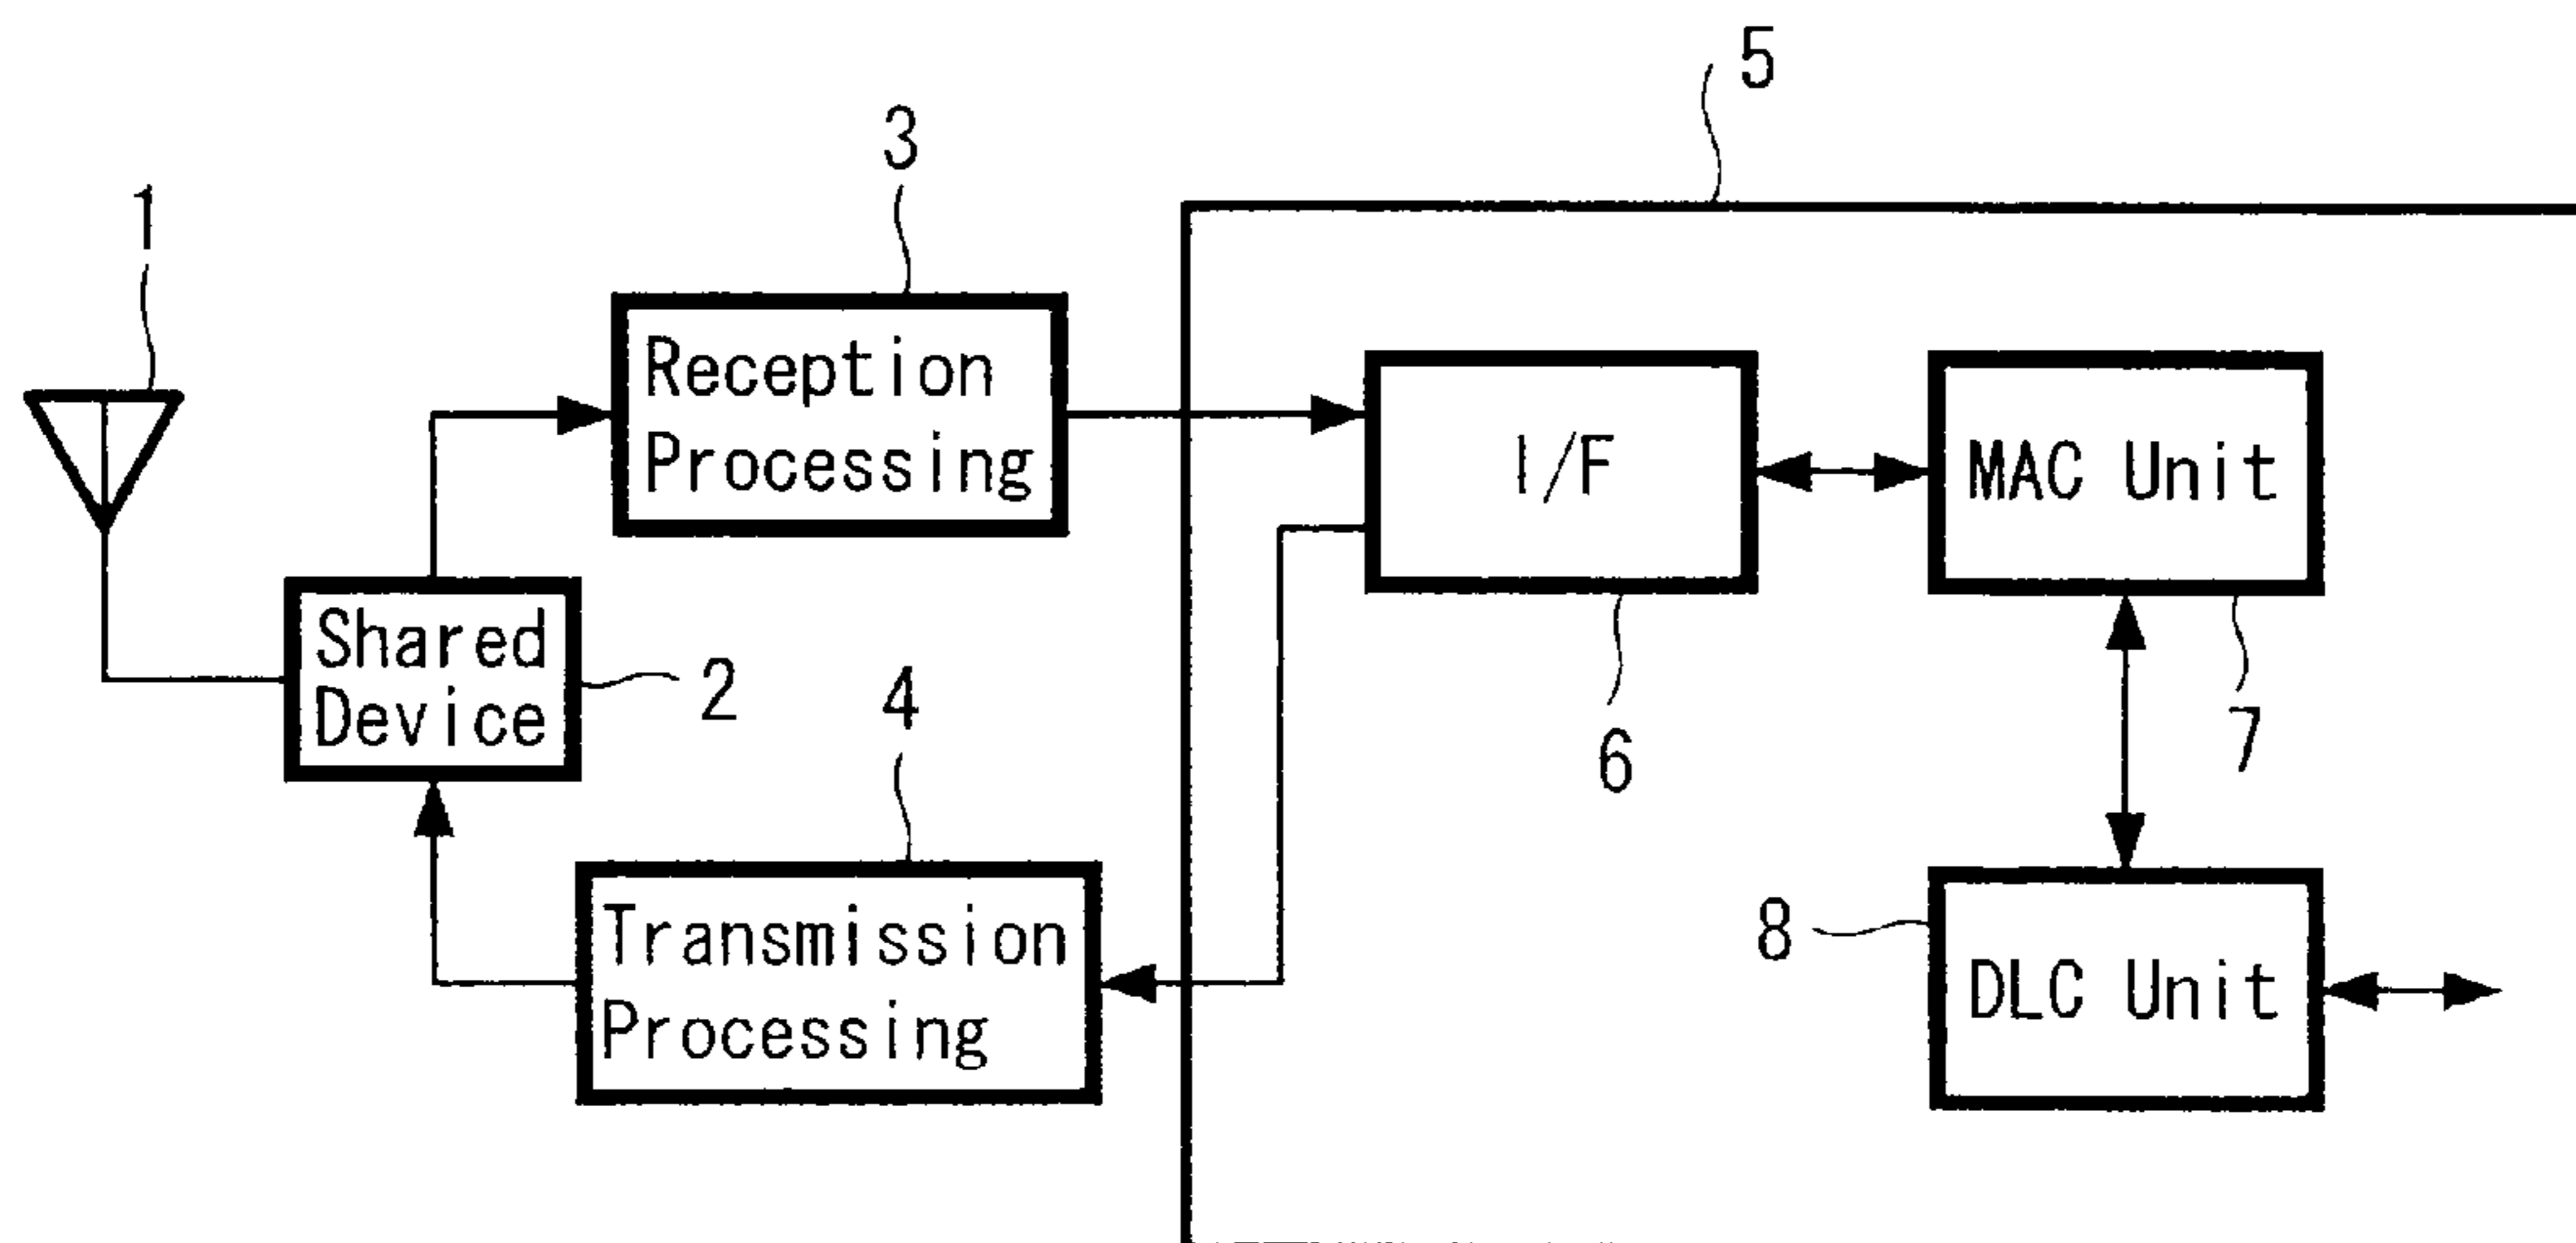 5
3
1
Reception
Processing
I/F
MAC Unit
Shared
Device
2
4
6
7
8
Transmission
Processing
DLC Unit